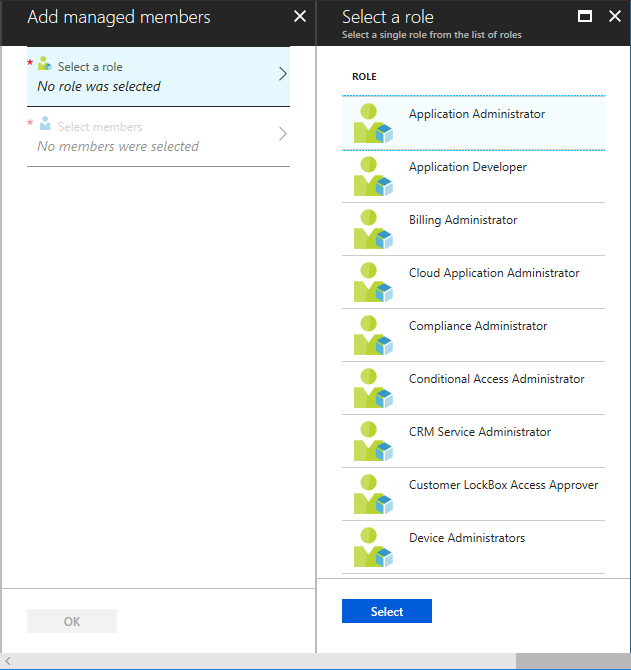 Add managed members
* Select a role
No role was selected
* Select members
No members were selected
OK
Select a role
Select a single role from the list of roles
ROLE
Application Administrator
Application Developer
Billing Administrator
Cloud Application Administrator
Compliance Administrator
Conditional Access Administrator
CRM Service Administrator
Customer LockBox Access Approver
Device Administrators
Select